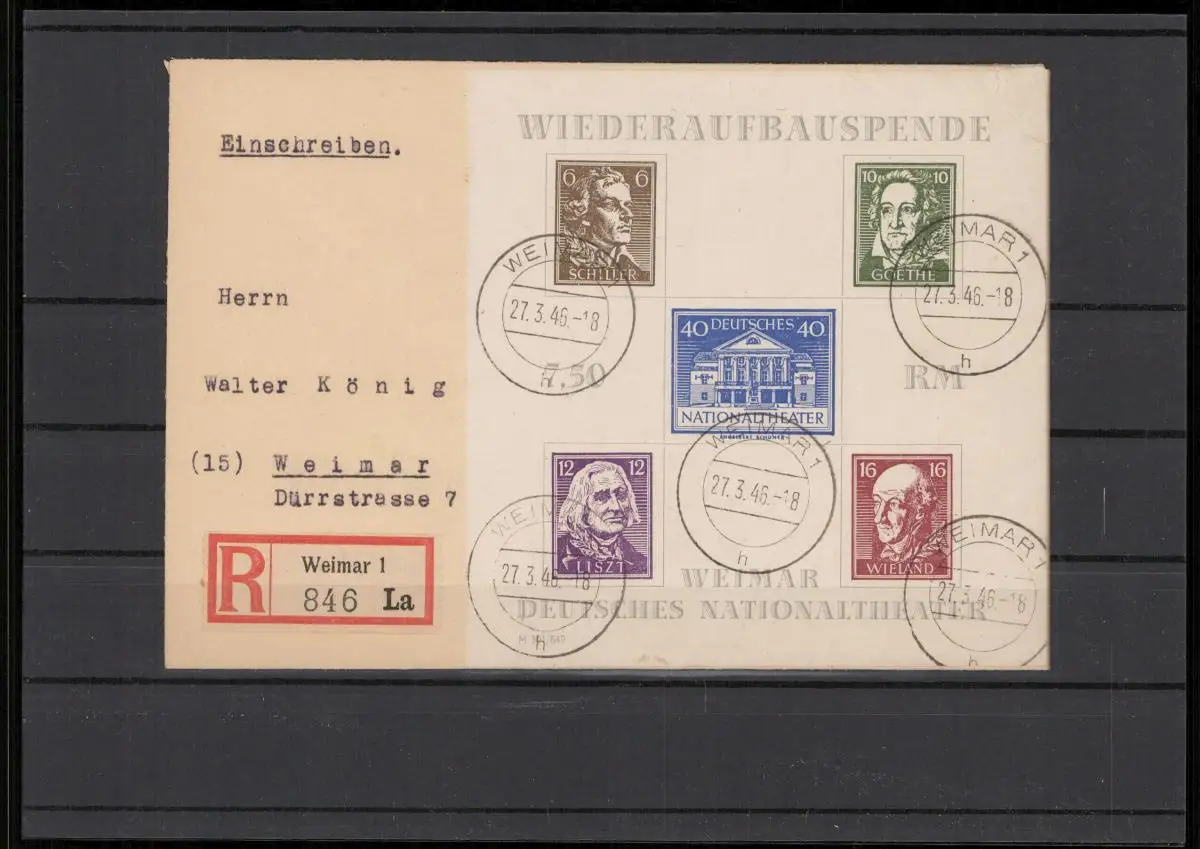 Einschreiben.
Herrn
Walter König
(15) Weimar
Dürrstrasse 7
R
Weimar 1
846 La
WIEDERAUFBAUSPENDE
6 6
SCHILLER
10 10
GOETHE
WEIMAR 1
27. 3. 46.-18
h
WEIMAR 1
27. 3. 46.-18
h
40 DEUTSCHES 40
NATIONALTHEATER
7,50 RM
12 12
LISZT
16 16
WIELAND
WEIMAR 1
27. 3. 46.-18
h
WEIMAR
27. 3. 46.-18
h
WEIMAR 1
27. 3. 46.-18
h
WEIMAR
DEUTSCHES NATIONALTHEATER